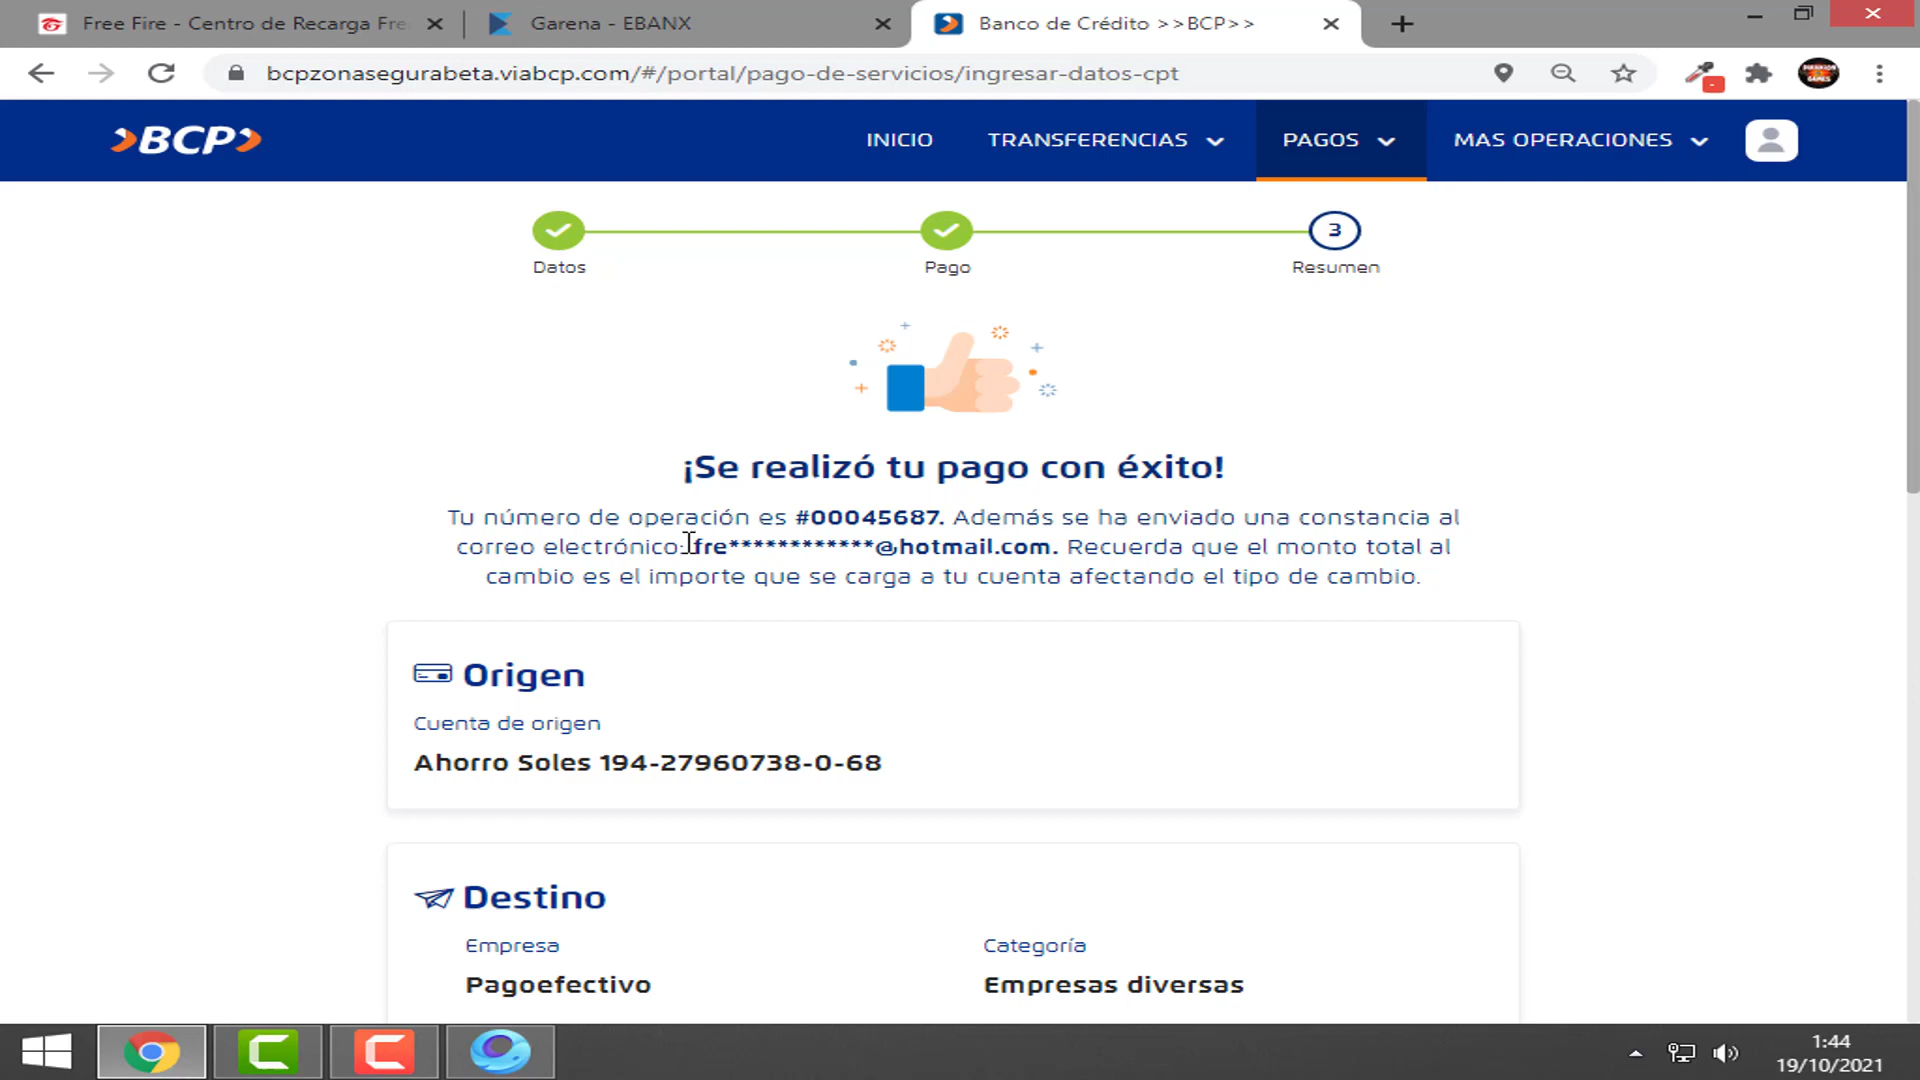 Free Fire - Centro de Recarga Fre
Garena - EBANX
Banco de Crédito >>BCP>>
bcpzonasegurabeta.viabcp.com/#/portal/pago-de-servicios/ingresar-datos-cpt
BCP
INICIO
TRANSFERENCIAS
PAGOS
MAS OPERACIONES
3
Datos
Pago
Resumen
¡Se realizó tu pago con éxito!
Tu número de operación es #00045687. Además se ha enviado una constancia al
correo electrónico: fre************@hotmail.com. Recuerda que el monto total al
cambio es el importe que se carga a tu cuenta afectando el tipo de cambio.
Origen
Cuenta de origen
Ahorro Soles 194-27960738-0-68
Destino
Empresa
Categoría
Pagoefectivo
Empresas diversas
1:44
19/10/2021